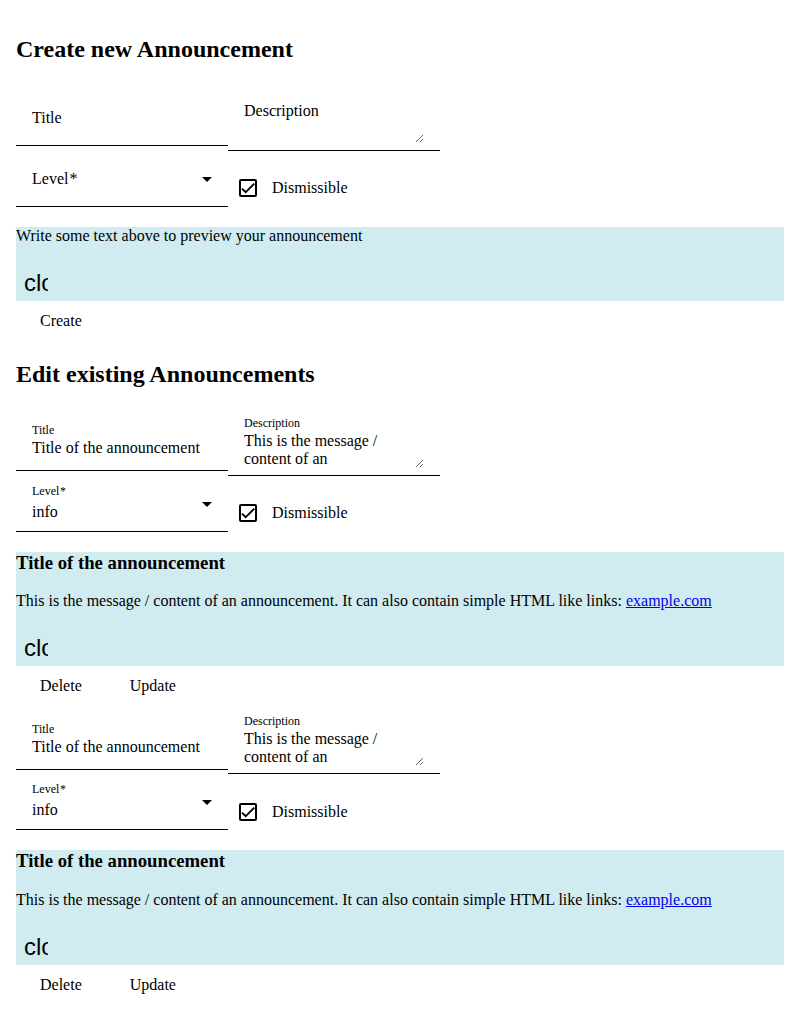 Create new Announcement
Title
Description
Level*
Dismissible
Write some text above to preview your announcement
clo
Create
Edit existing Announcements
Title
Title of the announcement
Description
This is the message /
content of an
Level*
info
Dismissible
Title of the announcement
This is the message / content of an announcement. It can also contain simple HTML like links: example.com
clo
Delete Update
Title
Title of the announcement
Description
This is the message /
content of an
Level*
info
Dismissible
Title of the announcement
This is the message / content of an announcement. It can also contain simple HTML like links: example.com
clo
Delete Update